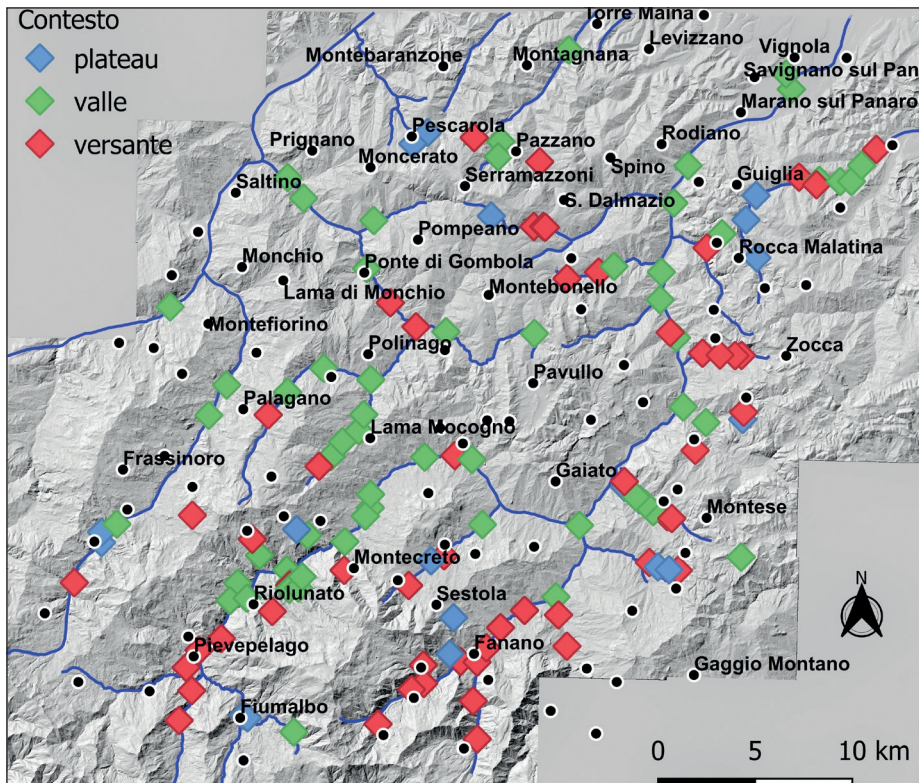 Contesto
plateau
valle
versante
Torre Maina
Levizzano
Vignola
Montebaranzone
Montagnana
Savignano sul Pan
Marano sul Panaro
Pescarola
Prignano
Pazzano
Rodiano
Moncerato
Spino
Serramazzoni
Guiglia
Saltino
S. Dalmazio
Pompeano
Rocca Malatina
Monchio
Ponte di Gombola
Lama di Monchio
Montebonello
Montefiorino
Polinago
Zocca
Pavullo
Palagano
Lama Mocogno
Frassinoro
Gaiato
Montese
Montecreto
Riolunato
Sestola
N
Pievepelago
Fanano
Gaggio Montano
Fiumalbo
0 5 10 km